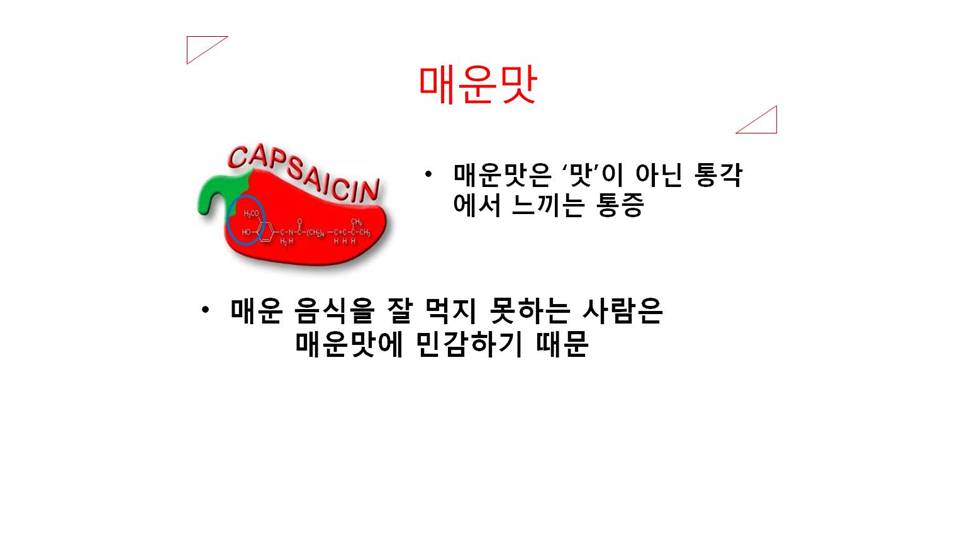 매운맛
CAPSAICIN
• 매운맛은 ‘맛’이 아닌 통각
에서 느끼는 통증
H₃CO
HO
• 매운 음식을 잘 먹지 못하는 사람은
매운맛에 민감하기 때문